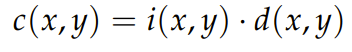 c(x, y) = i(x, y) · d(x, y)